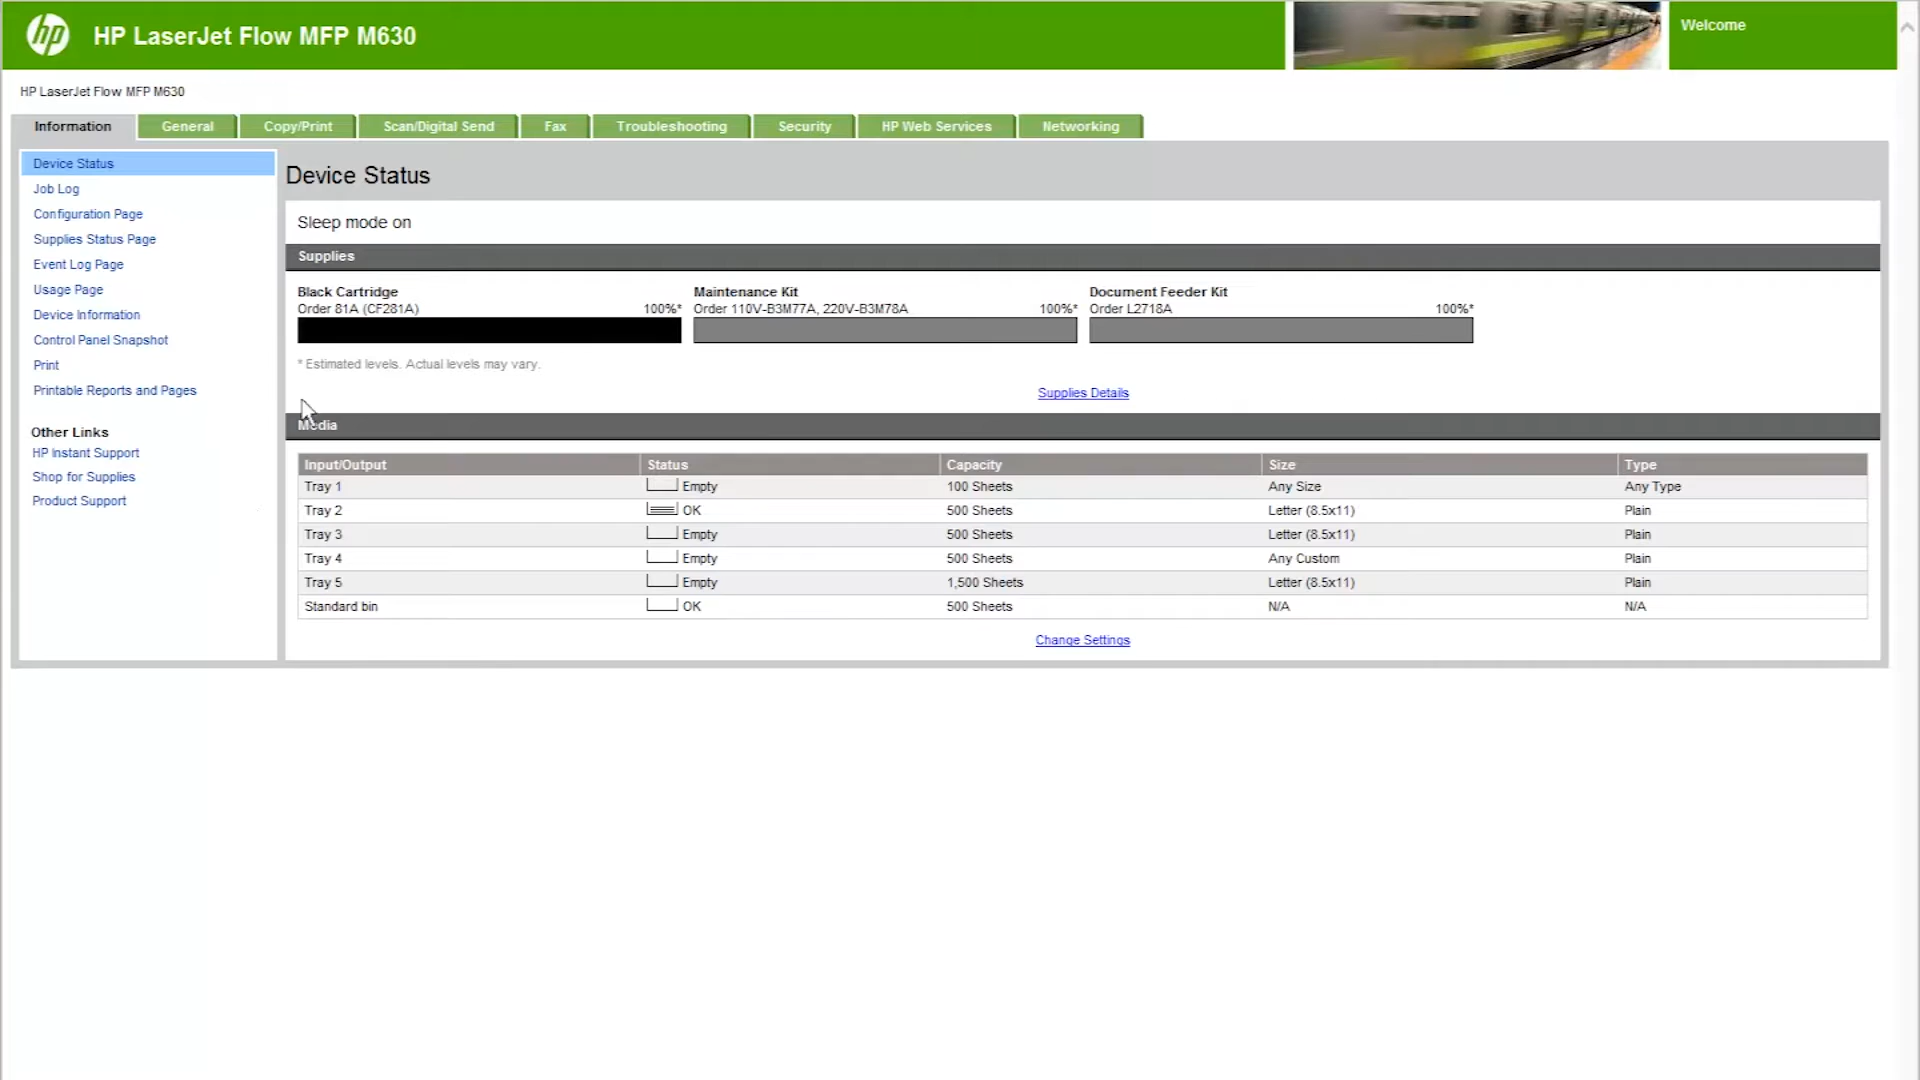 hp HP LaserJet Flow MFP M630
Welcome
HP LaserJet Flow MFP M630
Information General Copy/Print Scan/Digital Send Fax Troubleshooting Security HP Web Services Networking
Device Status
Job Log
Configuration Page
Supplies Status Page
Event Log Page
Usage Page
Device Information
Control Panel Snapshot
Print
Printable Reports and Pages
Other Links
HP Instant Support
Shop for Supplies
Product Support
Device Status
Sleep mode on
Supplies
Black Cartridge
Order 81A (CF281A) 100%*
Maintenance Kit
Order 110V-B3M77A, 220V-B3M78A 100%*
Document Feeder Kit
Order L2718A 100%*
* Estimated levels. Actual levels may vary.
Supplies Details
Media
Input/Output Status Capacity Size Type
Tray 1 Empty 100 Sheets Any Size Any Type
Tray 2 OK 500 Sheets Letter (8.5x11) Plain
Tray 3 Empty 500 Sheets Letter (8.5x11) Plain
Tray 4 Empty 500 Sheets Any Custom Plain
Tray 5 Empty 1,500 Sheets Letter (8.5x11) Plain
Standard bin OK 500 Sheets N/A N/A
Change Settings